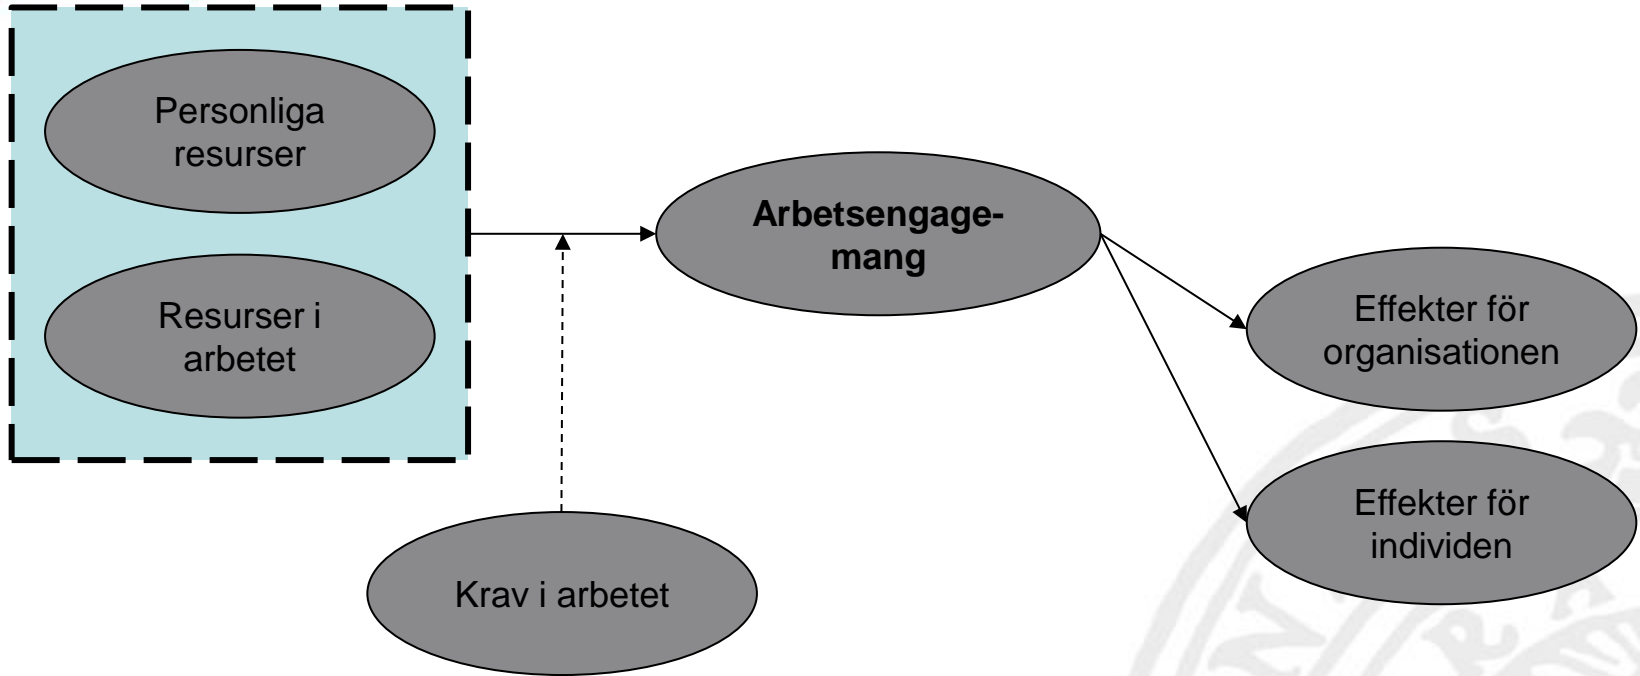 Personliga
resurser
Resurser i
arbetet
Arbetsengage-
mang
Krav i arbetet
Effekter för
organisationen
Effekter för
individen